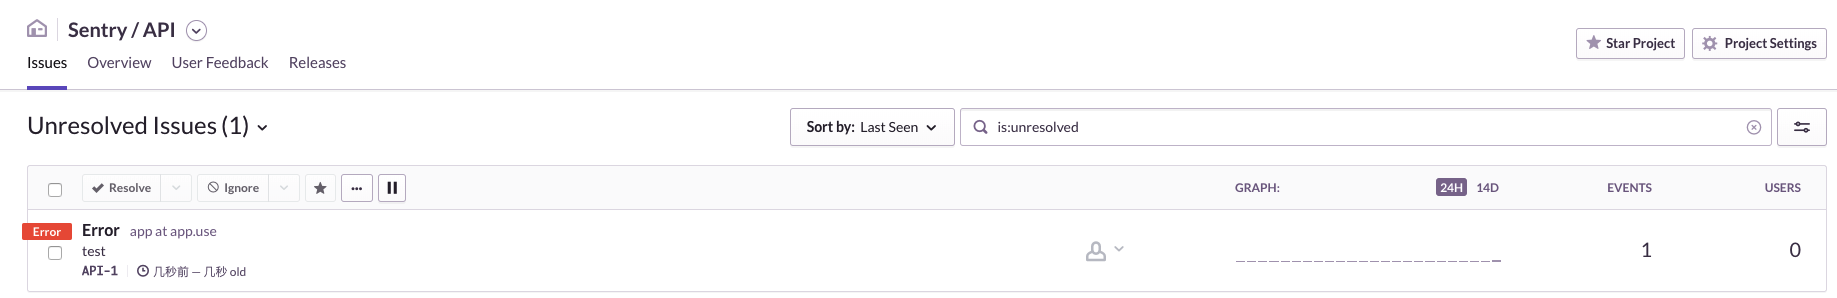 Sentry / API
Star Project
Project Settings
Issues Overview User Feedback Releases
Unresolved Issues (1)
Sort by: Last Seen
is:unresolved
Resolve Ignore GRAPH: 24H 14D EVENTS USERS
Error Error app at app.use
test
1 0
API-1 几秒前 — 几秒 old